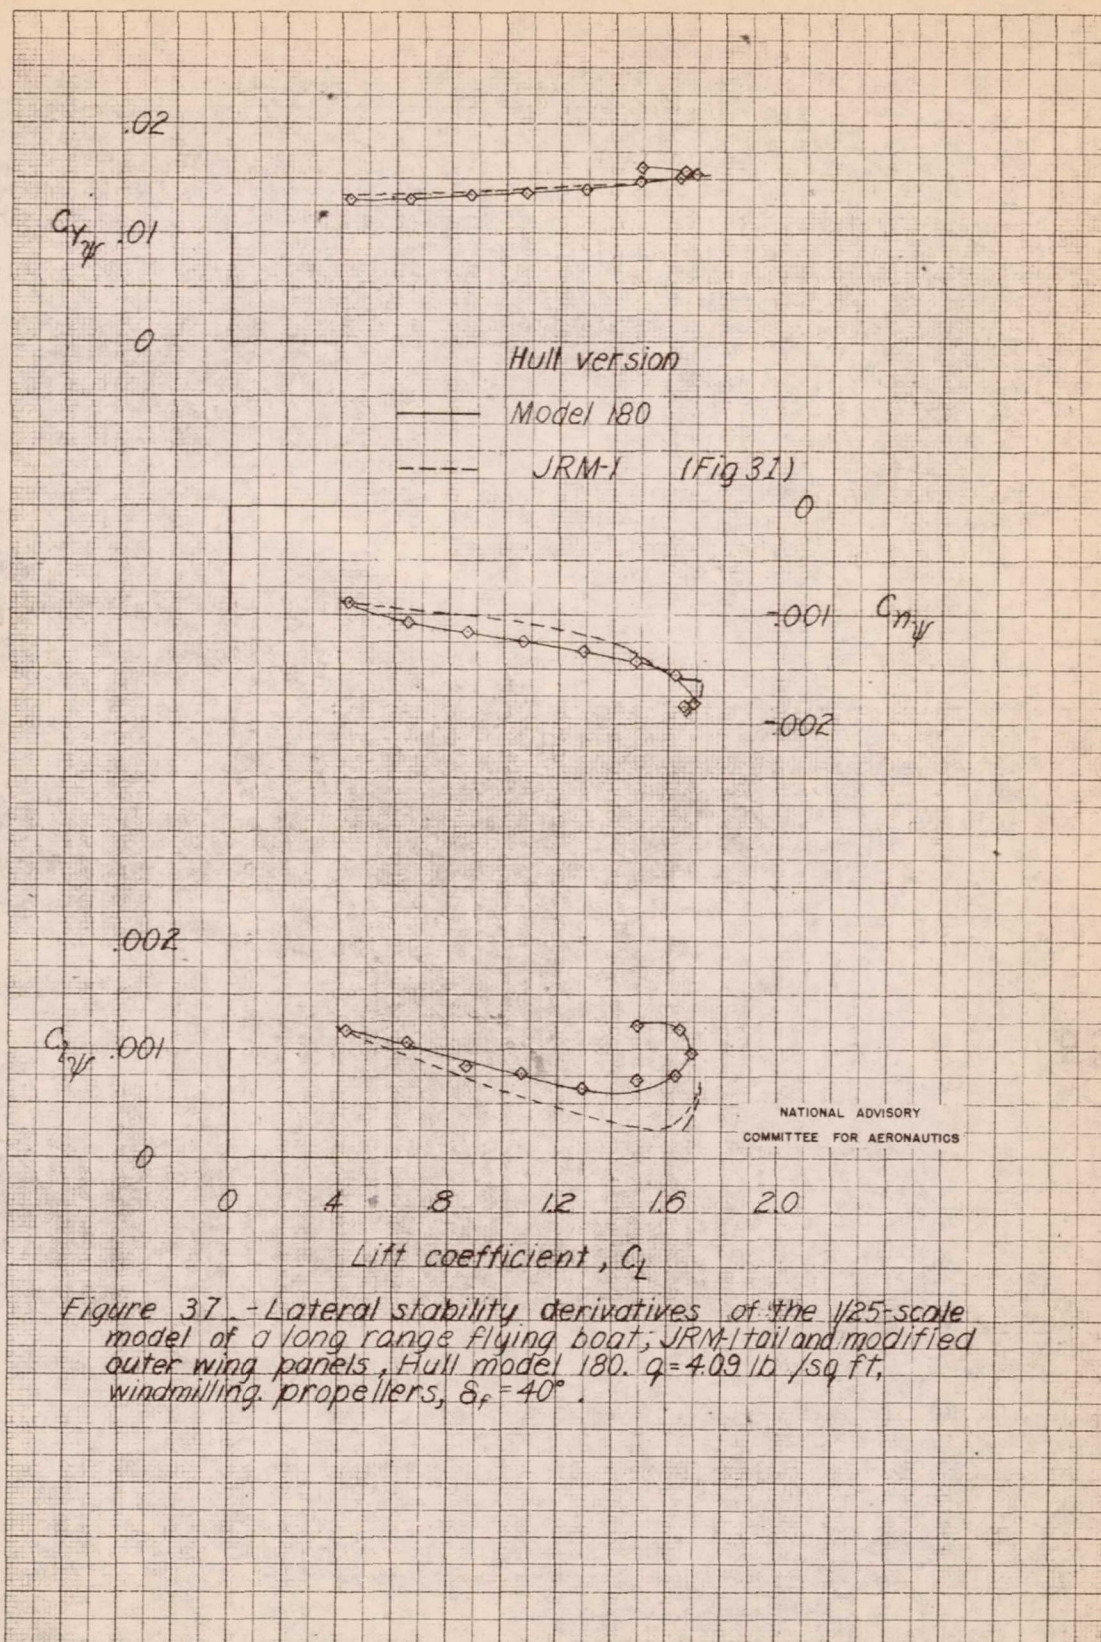 .02
C_Yψ .01
0
Hull version
Model 180
JRM-1 (Fig 31)
0
-.001 C_nψ
-.002
.002
C_lψ .001
0
0 .4 .8 1.2 1.6 2.0
Lift coefficient, C_L
NATIONAL ADVISORY
COMMITTEE FOR AERONAUTICS
Figure 37.-Lateral stability derivatives of the 1/25-scale
model of a long range flying boat; JRM-1 tail and modified
outer wing panels, Hull model 180. q=4.09 lb/sq ft,
windmilling propellers, δ_f=40°.